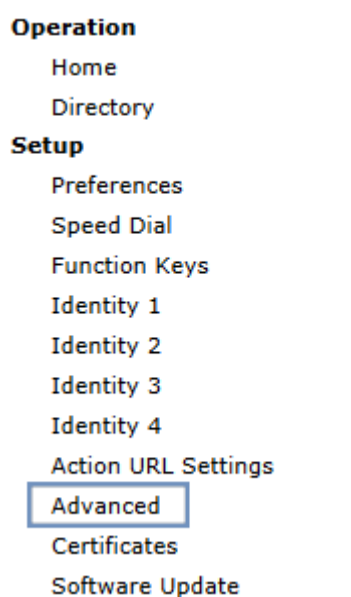 Operation
Home
Directory
Setup
Preferences
Speed Dial
Function Keys
Identity 1
Identity 2
Identity 3
Identity 4
Action URL Settings
Advanced
Certificates
Software Update